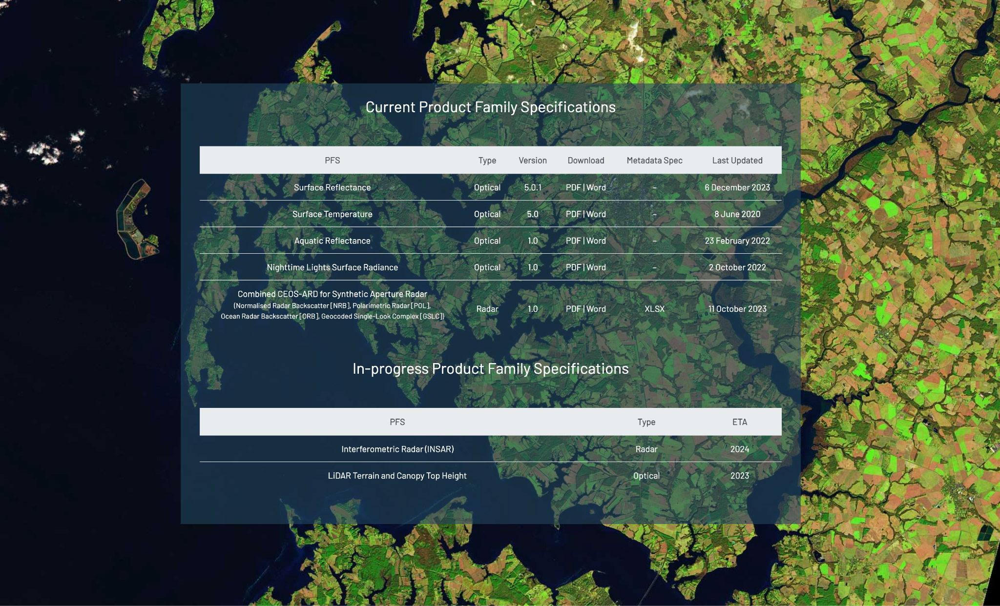 Current Product Family Specifications
PFS Type Version Download Metadata Spec Last Updated
Surface Reflectance Optical 5.0.1 PDF | Word – 6 December 2023
Surface Temperature Optical 5.0 PDF | Word – 8 June 2020
Aquatic Reflectance Optical 1.0 PDF | Word – 23 February 2022
Nighttime Lights Surface Radiance Optical 1.0 PDF | Word – 2 October 2022
Combined CEOS-ARD for Synthetic Aperture Radar
(Normalised Radar Backscatter [NRB], Polarimetric Radar [POL],
Ocean Radar Backscatter [ORB], Geocoded Single-Look Complex [GSLC])
Radar 1.0 PDF | Word XLSX 11 October 2023
In-progress Product Family Specifications
PFS Type ETA
Interferometric Radar (INSAR) Radar 2024
LiDAR Terrain and Canopy Top Height Optical 2023